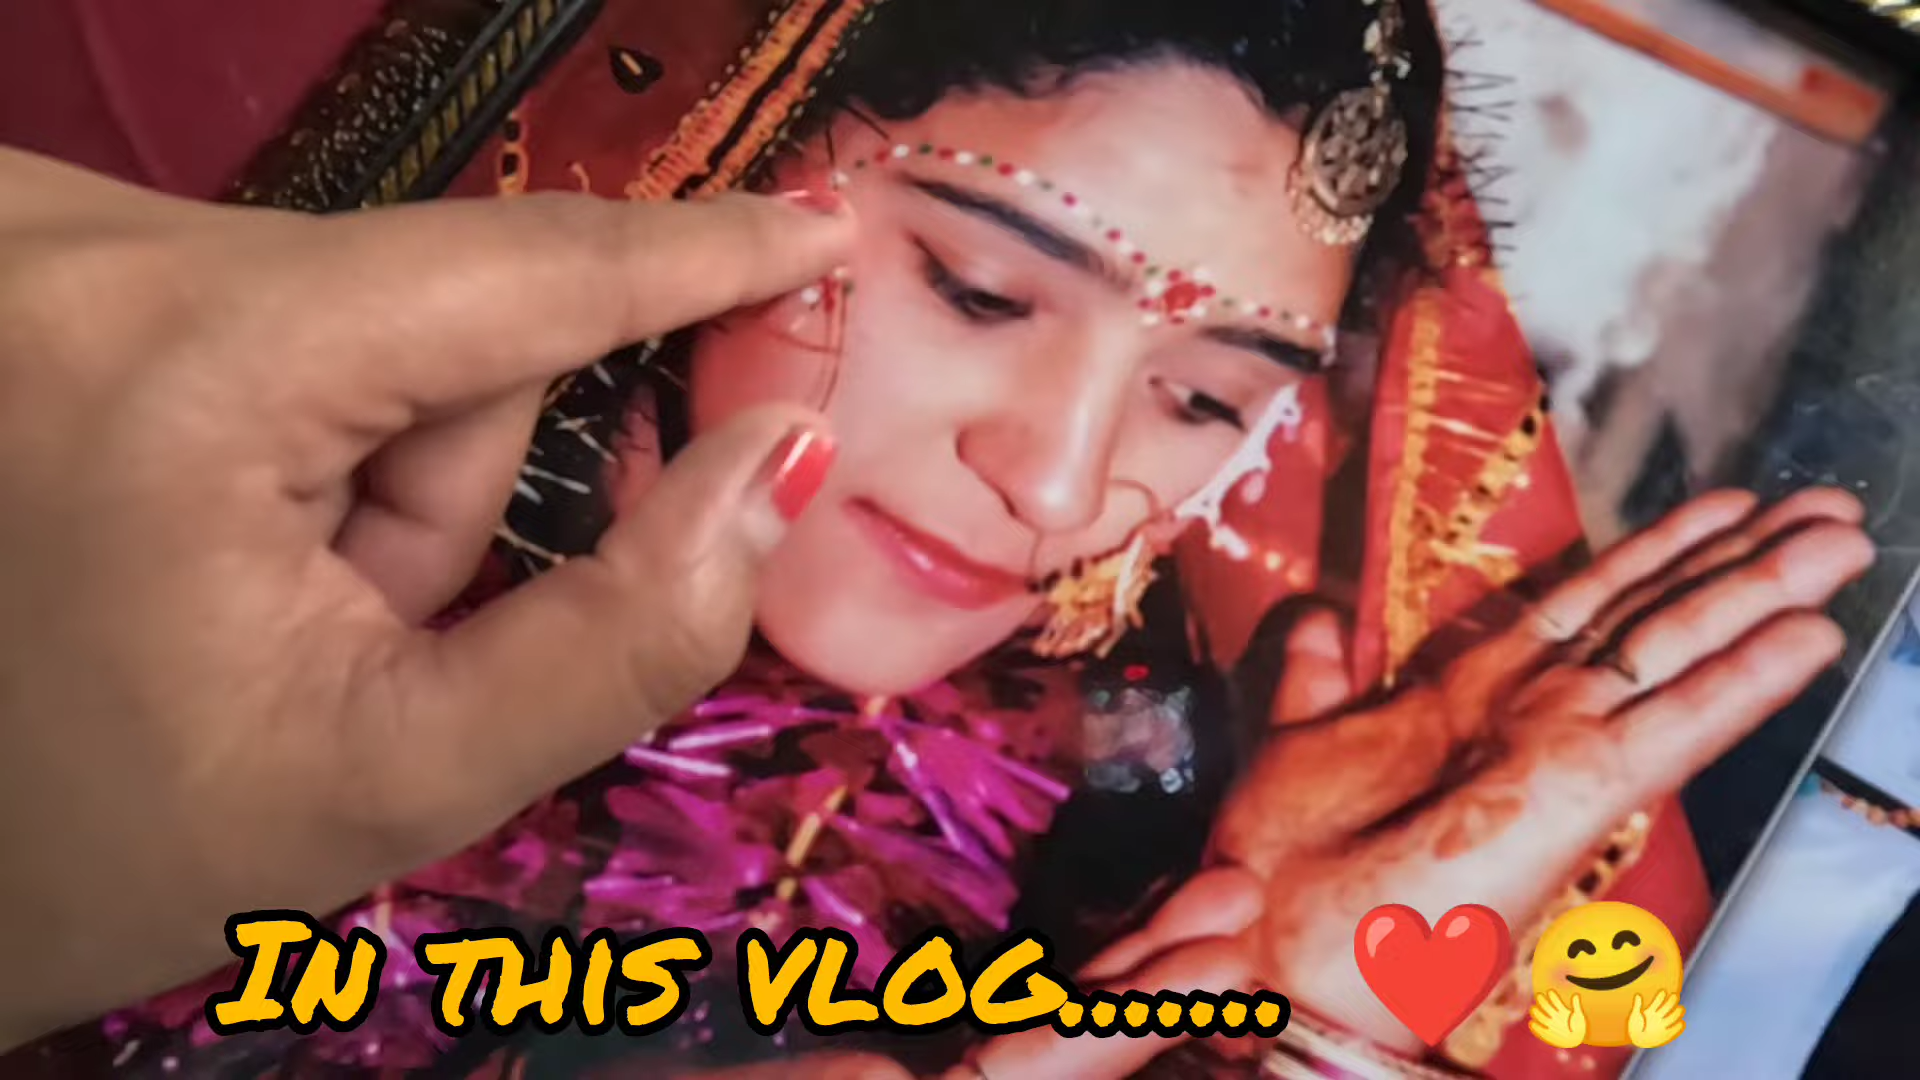 In this vlog....... ❤️🤗